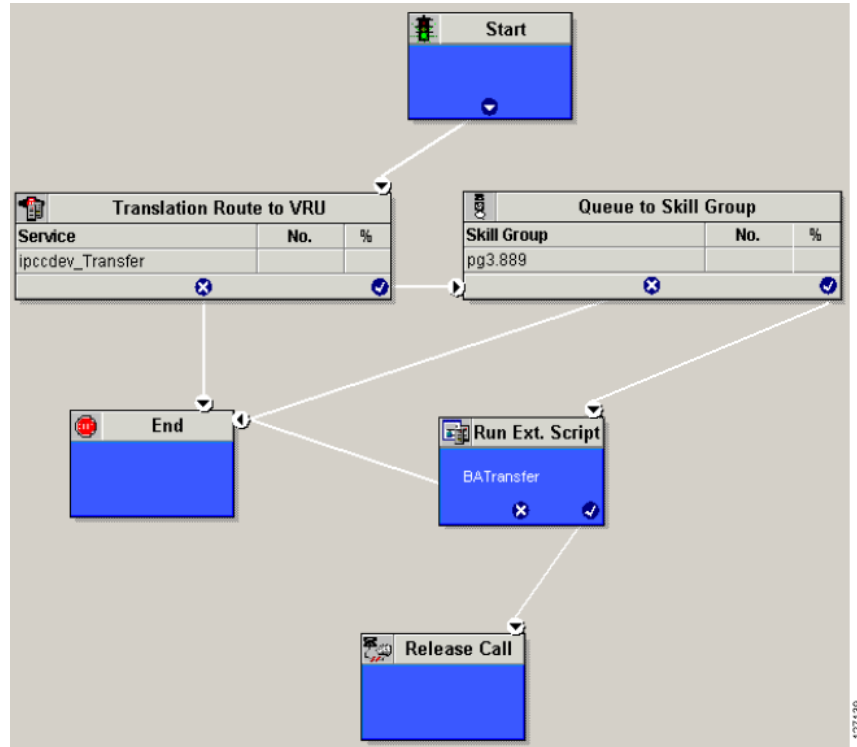 Start
Translation Route to VRU
Service No. %
ipccdev_Transfer
Queue to Skill Group
Skill Group No. %
pg3.889
End
Run Ext. Script
BATransfer
Release Call